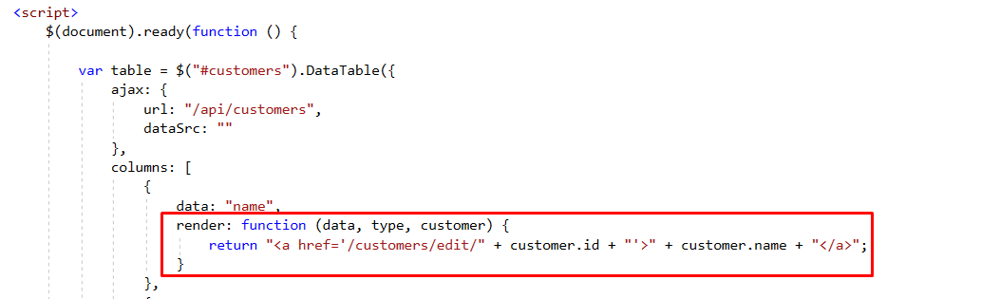 <script>
$(document).ready(function () {
var table = $("#customers").DataTable({
ajax: {
url: "/api/customers",
dataSrc: ""
},
columns: [
{
data: "name",
render: function (data, type, customer) {
return "<a href='/customers/edit/" + customer.id + "'>" + customer.name + "</a>";
}
},